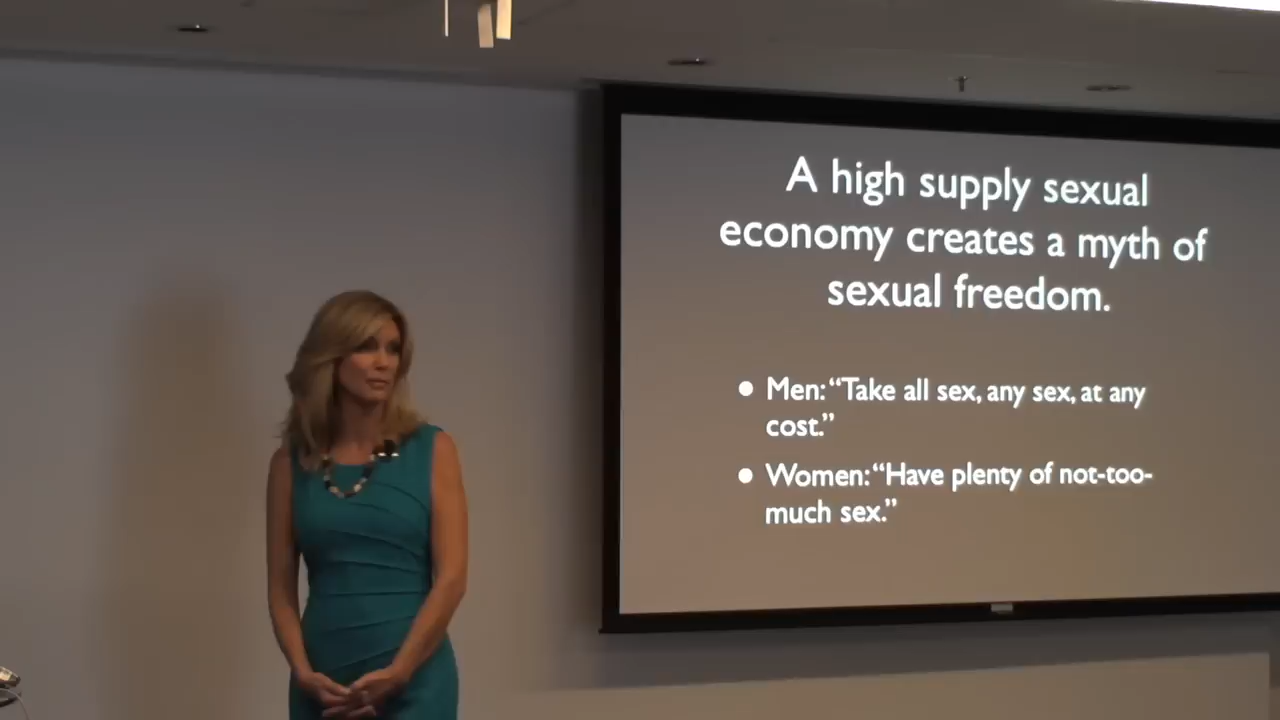 A high supply sexual
economy creates a myth of
sexual freedom.
• Men: “Take all sex, any sex, at any
cost.”
• Women: “Have plenty of not-too-
much sex.”